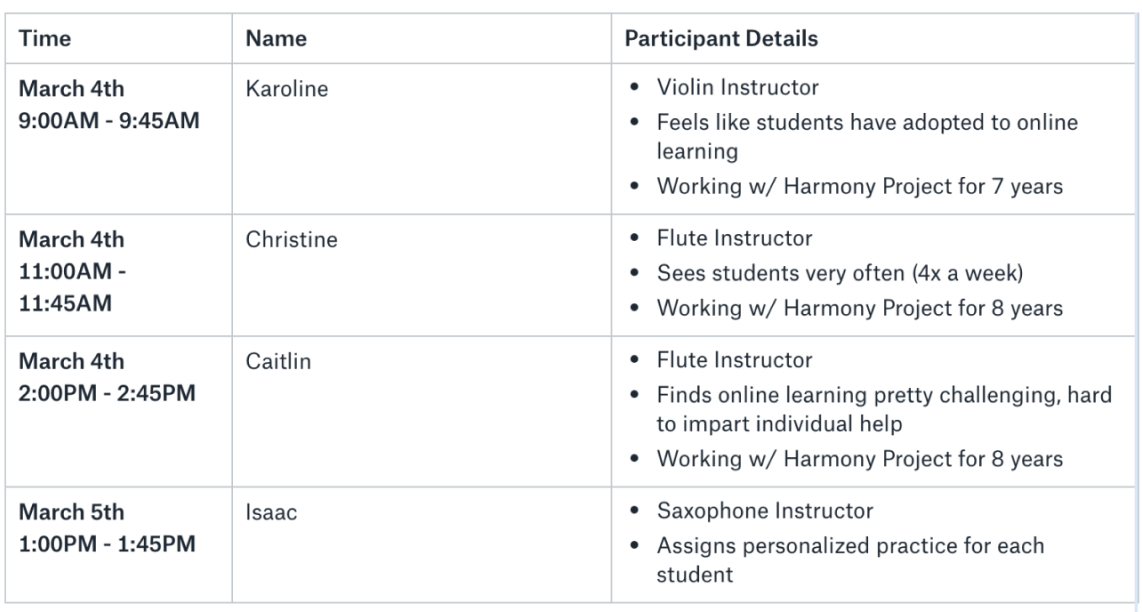 Time Name Participant Details
March 4th Karoline • Violin Instructor
9:00AM - 9:45AM • Feels like students have adopted to online
learning
• Working w/ Harmony Project for 7 years
March 4th Christine • Flute Instructor
11:00AM - • Sees students very often (4x a week)
11:45AM • Working w/ Harmony Project for 8 years
March 4th Caitlin • Flute Instructor
2:00PM - 2:45PM • Finds online learning pretty challenging, hard
to impart individual help
• Working w/ Harmony Project for 8 years
March 5th Isaac • Saxophone Instructor
1:00PM - 1:45PM • Assigns personalized practice for each
student